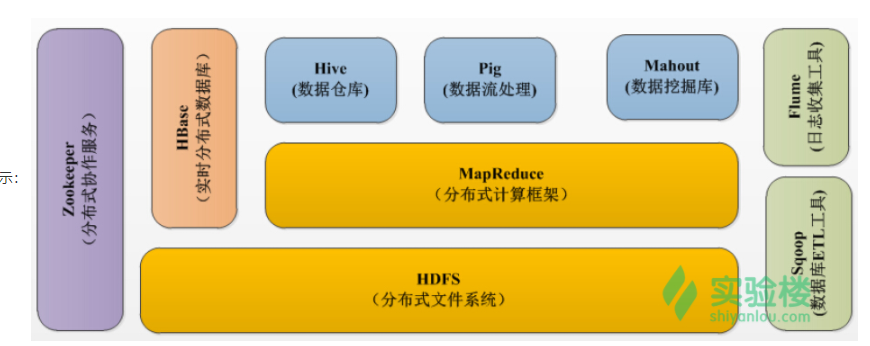 示:
Zookeeper
(分布式协作服务)
HBase
(实时分布式数据库)
Hive
(数据仓库)
Pig
(数据流处理)
Mahout
(数据挖掘库)
Flume
(日志收集工具)
MapReduce
(分布式计算框架)
Sqoop
(数据库ETL工具)
HDFS
(分布式文件系统)
实验楼
shiyanlou.com